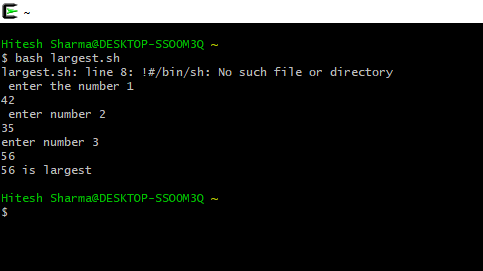 ~
Hitesh Sharma@DESKTOP-SSOOM3Q ~
$ bash largest.sh
largest.sh: line 8: !#/bin/sh: No such file or directory
 enter the number 1
42
 enter number 2
35
enter number 3
56
56 is largest
Hitesh Sharma@DESKTOP-SSOOM3Q ~
$